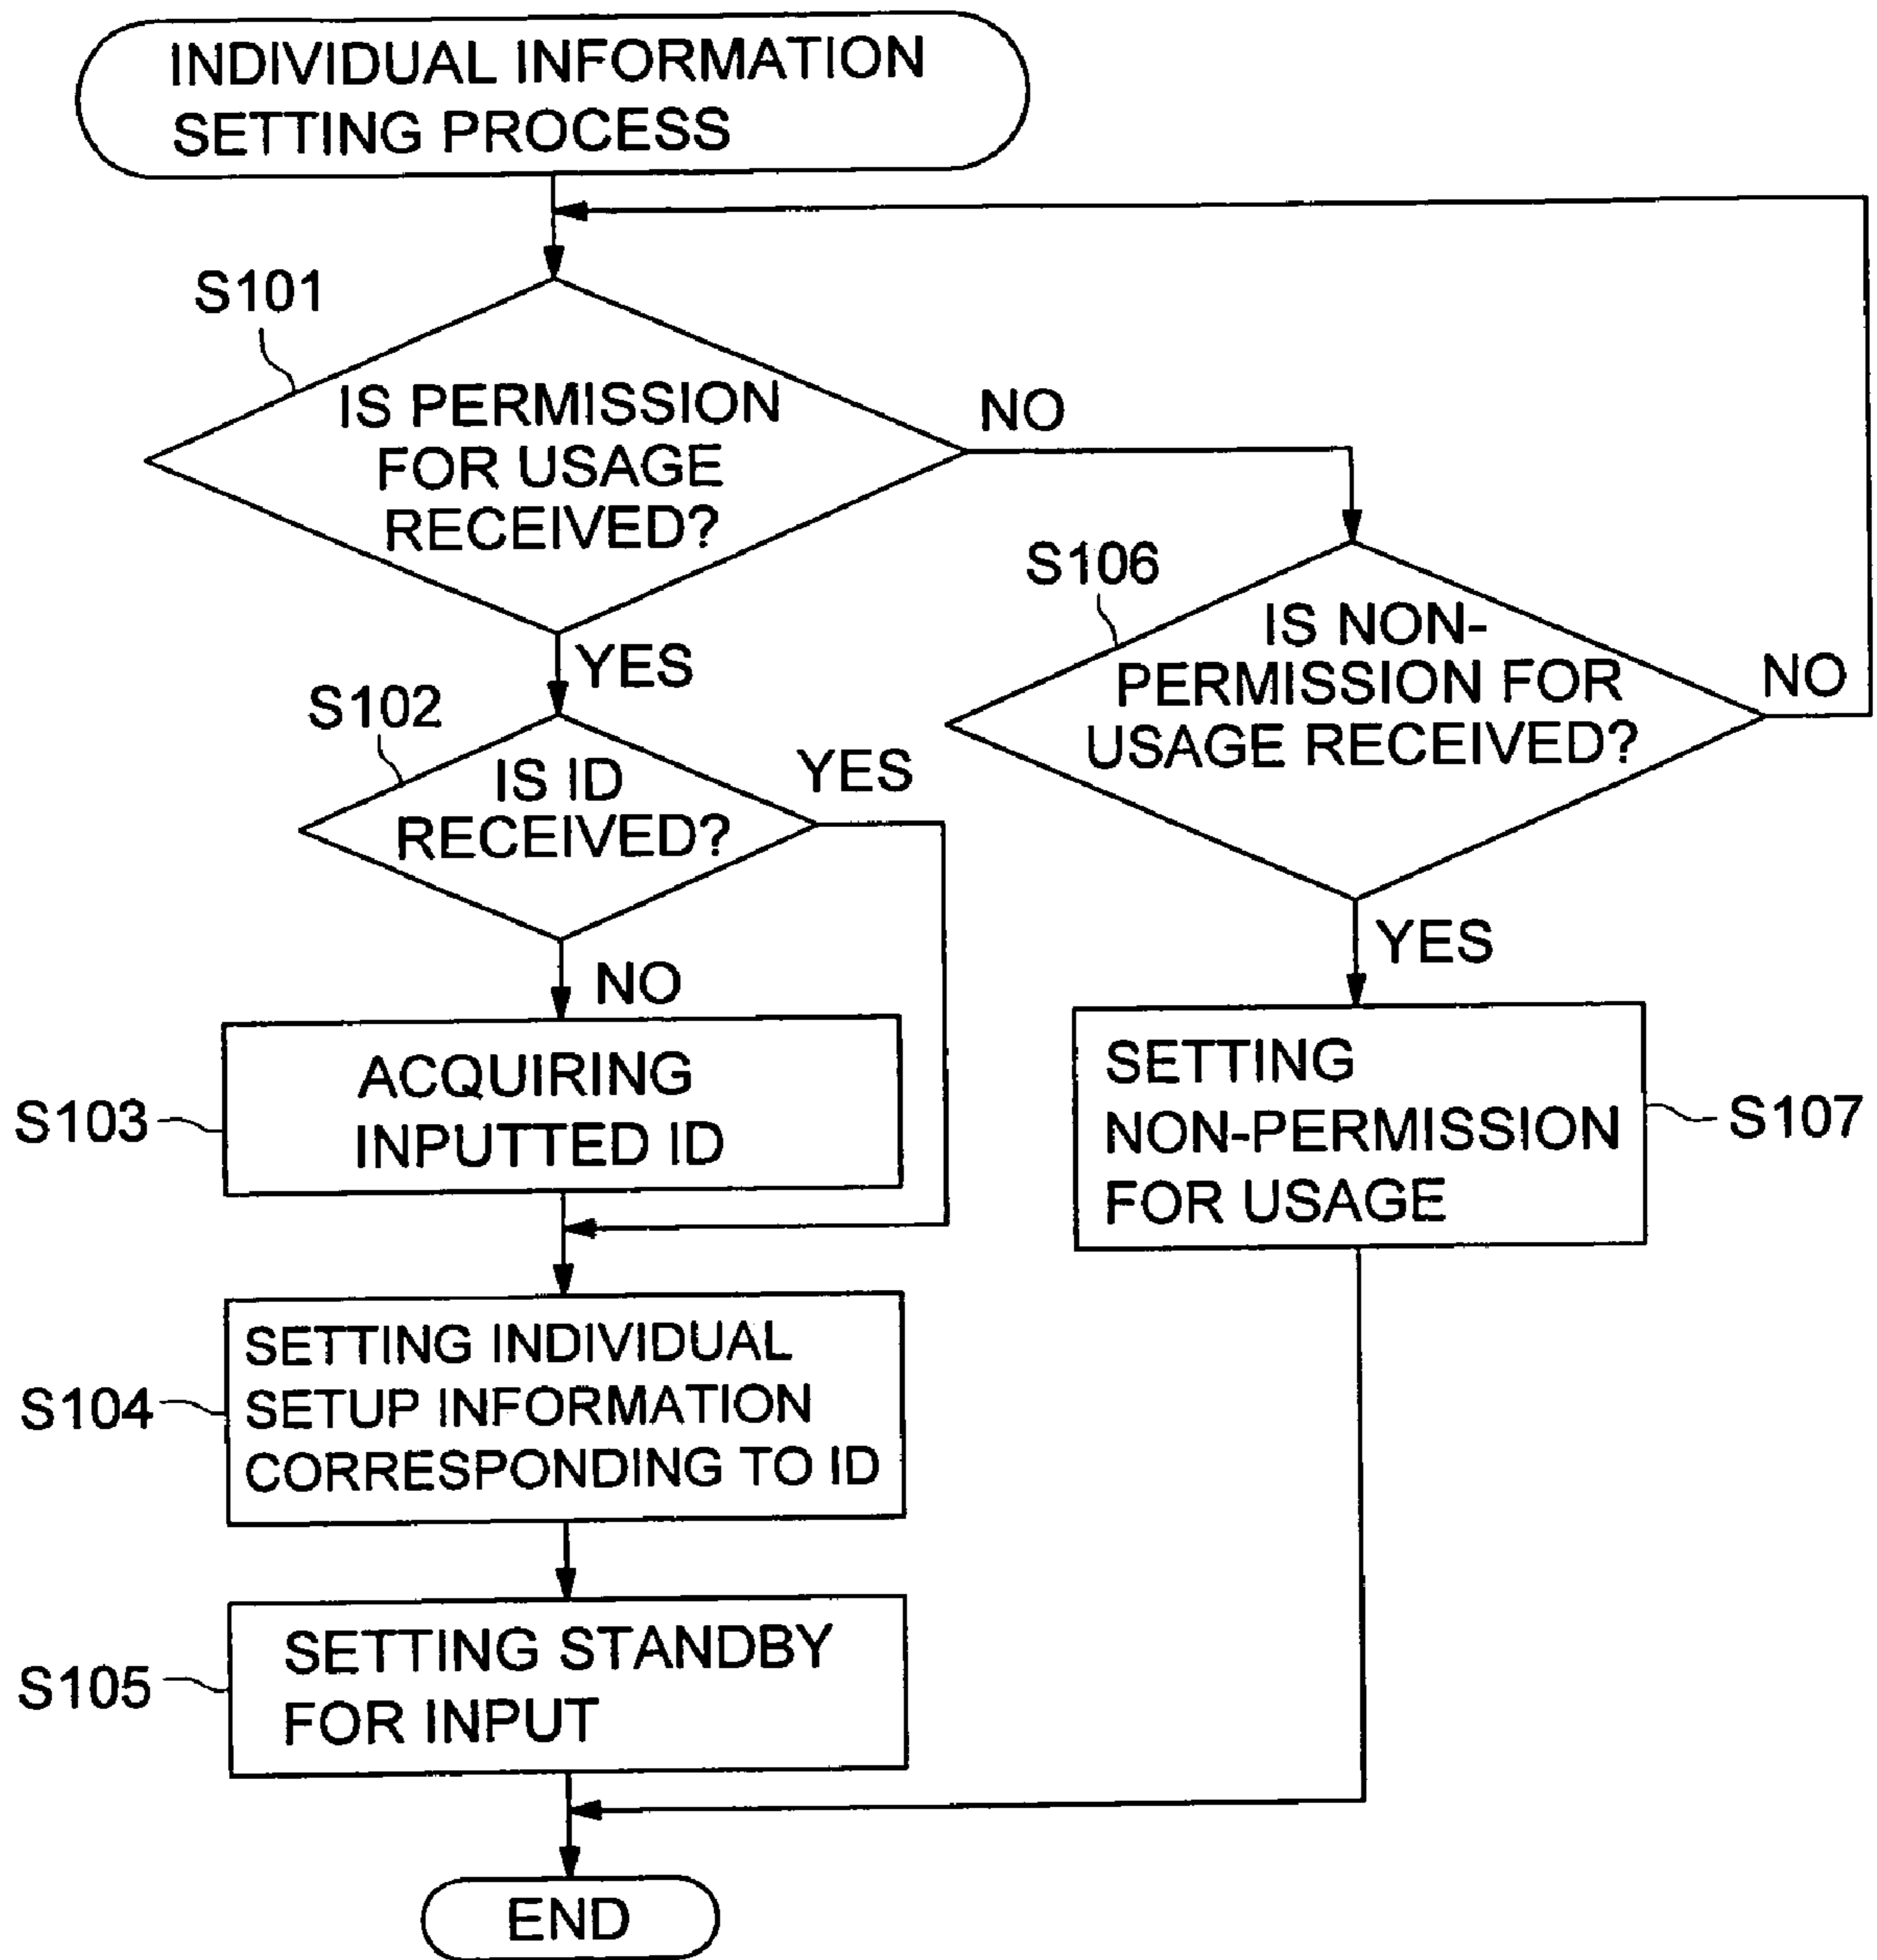 INDIVIDUAL INFORMATION
SETTING PROCESS
S101
IS PERMISSION
FOR USAGE
RECEIVED?
NO
YES
S102
IS ID
RECEIVED?
YES
NO
S103
ACQUIRING
INPUTTED ID
S104
SETTING INDIVIDUAL
SETUP INFORMATION
CORRESPONDING TO ID
S105
SETTING STANDBY
FOR INPUT
S106
IS NON-
PERMISSION FOR
USAGE RECEIVED?
NO
YES
SETTING
NON-PERMISSION
FOR USAGE
S107
END